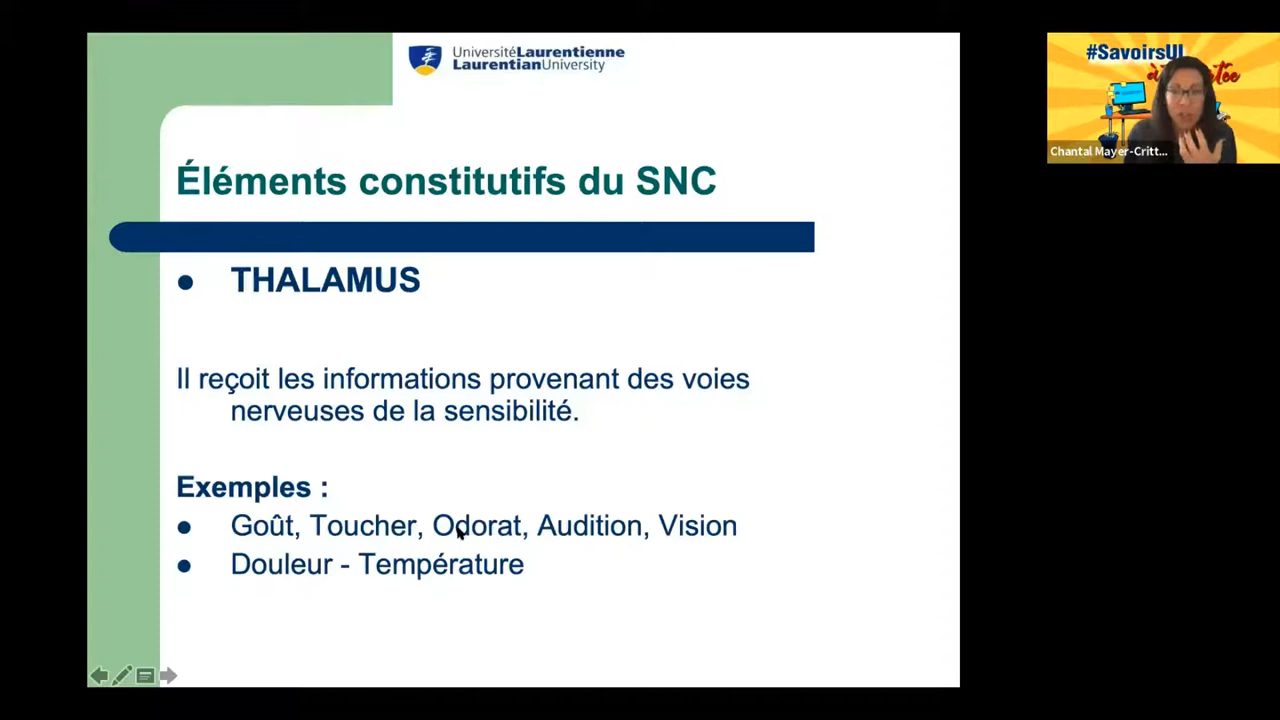 UniversitéLaurentienne
LaurentianUniversity
#SavoirsUL
Chantal Mayer-Critt...
Éléments constitutifs du SNC
THALAMUS
Il reçoit les informations provenant des voies
nerveuses de la sensibilité.
Exemples :
Goût, Toucher, Odorat, Audition, Vision
Douleur - Température